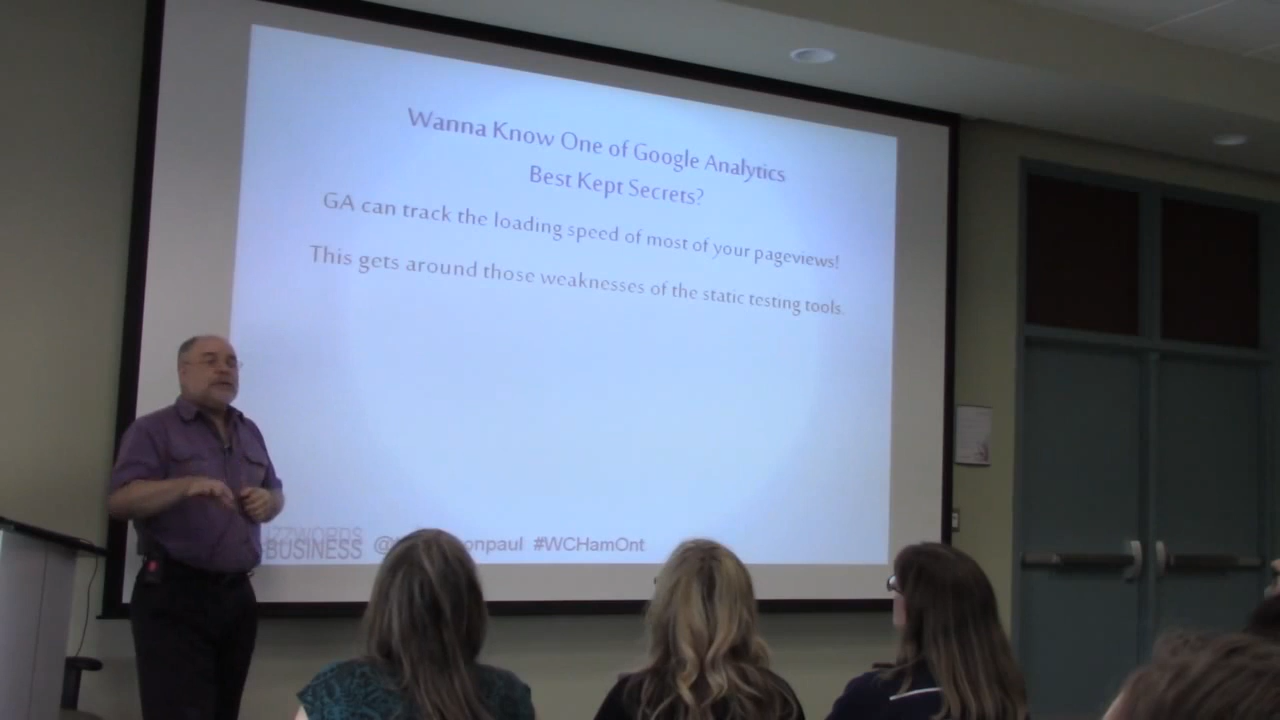 Wanna Know One of Google Analytics
Best Kept Secrets?
GA can track the loading speed of most of your pageviews!
This gets around those weaknesses of the static testing tools.
BUSINESS #WCHamOnt